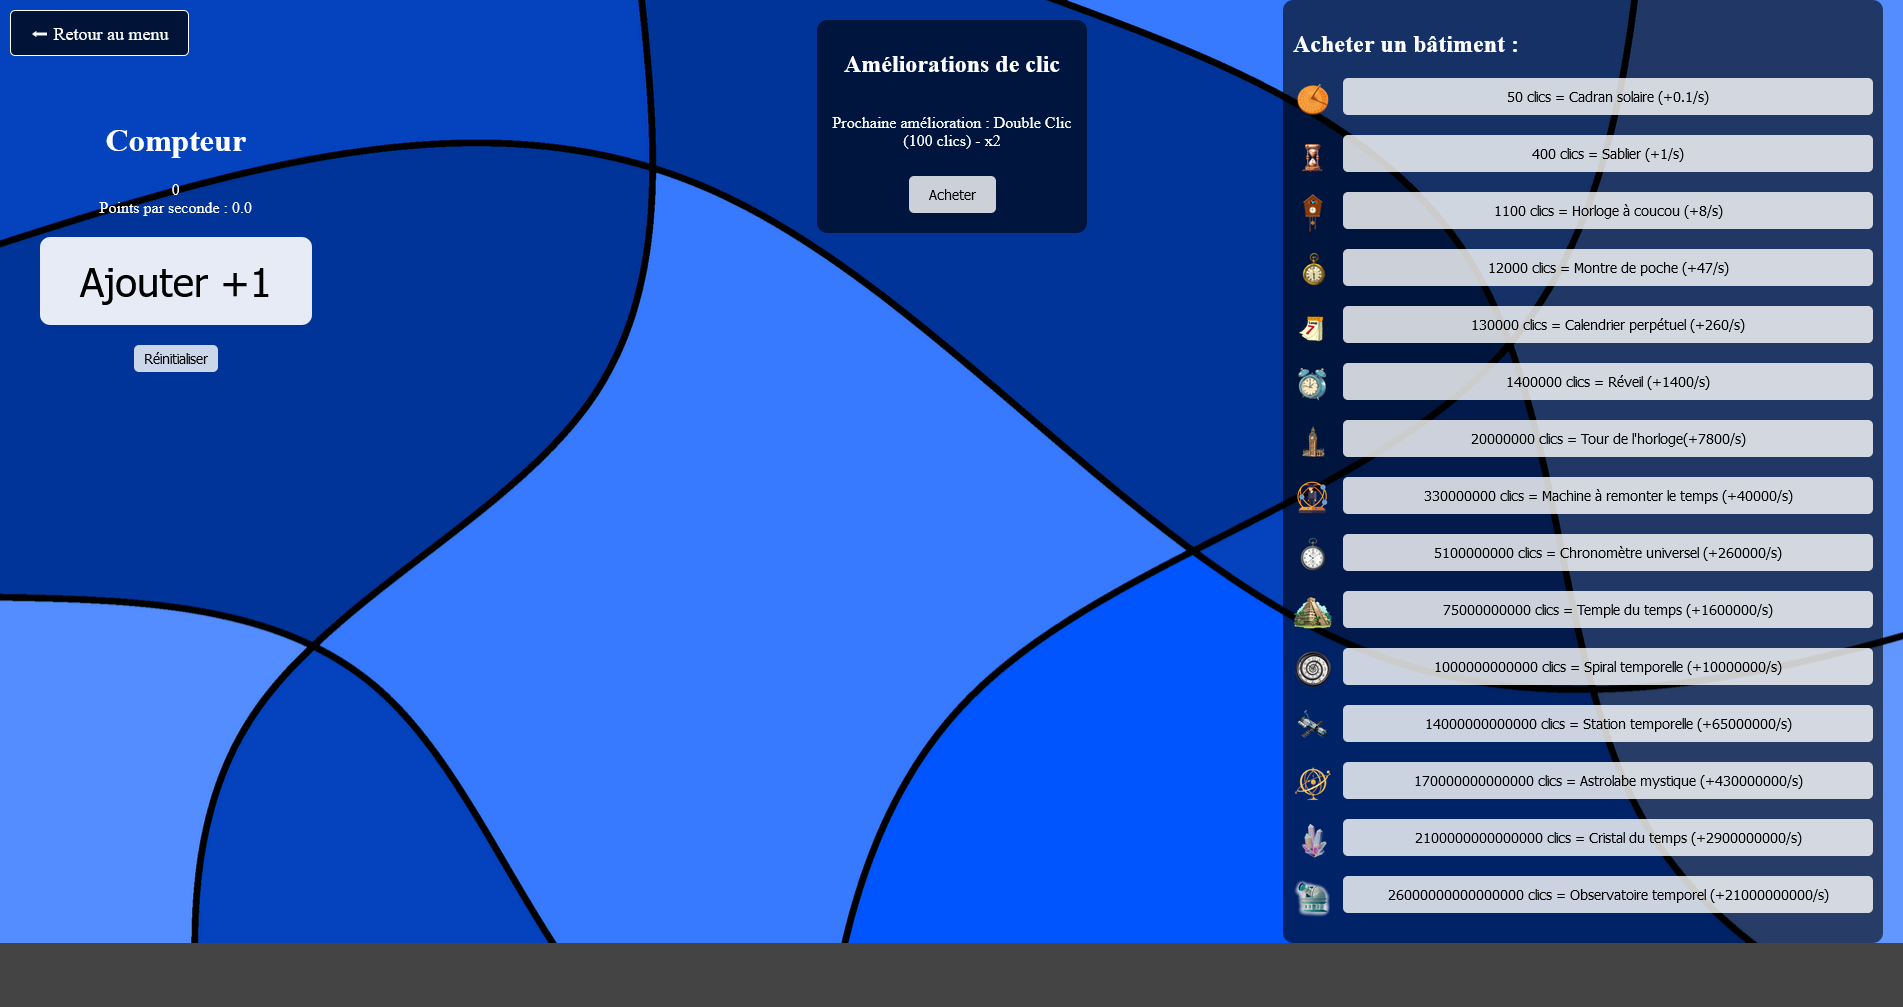 ← Retour au menu
Compteur
0
Points par seconde : 0.0
Ajouter +1
Réinitialiser
Améliorations de clic
Prochaine amélioration : Double Clic
(100 clics) - x2
Acheter
Acheter un bâtiment :
50 clics = Cadran solaire (+0.1/s)
400 clics = Sablier (+1/s)
1100 clics = Horloge à coucou (+8/s)
12000 clics = Montre de poche (+47/s)
130000 clics = Calendrier perpétuel (+260/s)
1400000 clics = Réveil (+1400/s)
20000000 clics = Tour de l'horloge(+7800/s)
330000000 clics = Machine à remonter le temps (+40000/s)
5100000000 clics = Chronomètre universel (+260000/s)
75000000000 clics = Temple du temps (+1600000/s)
1000000000000 clics = Spiral temporelle (+10000000/s)
14000000000000 clics = Station temporelle (+65000000/s)
170000000000000 clics = Astrolabe mystique (+430000000/s)
2100000000000000 clics = Cristal du temps (+2900000000/s)
26000000000000000 clics = Observatoire temporel (+21000000000/s)